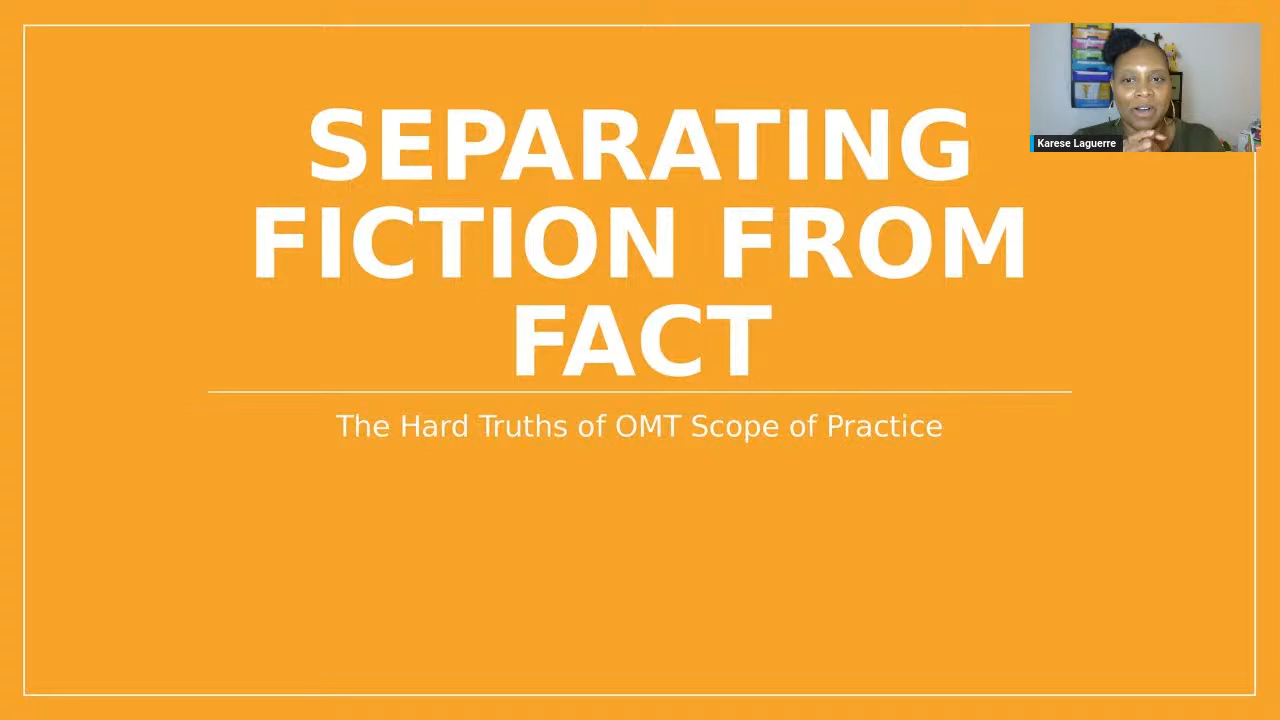 SEPARATING
FICTION FROM
FACT
The Hard Truths of OMT Scope of Practice
Karese Laguerre